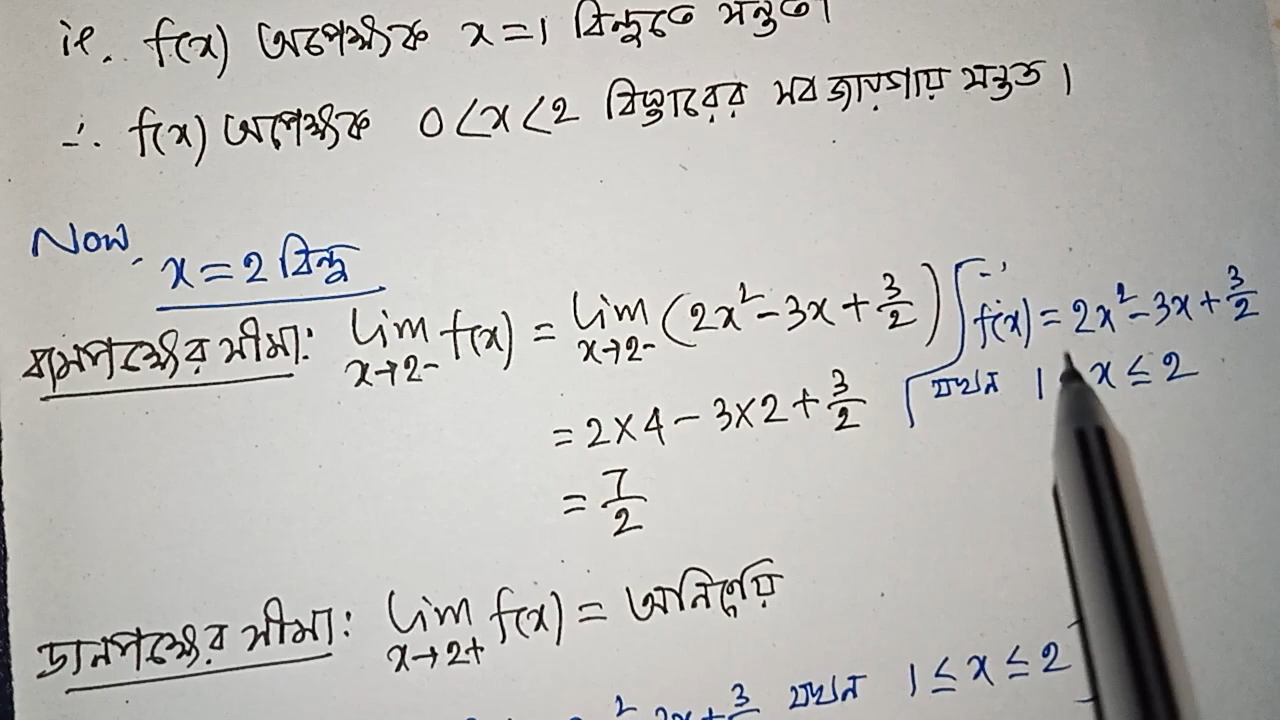 ie. f(x) অপেক্ষক x=1 বিন্দুতে সন্তত।
∴ f(x) অপেক্ষক 0<x<2 বিস্তারের সব জায়গায় সন্তত।
Now, x=2 বিন্দু
বামপক্ষের সীমা: lim x→2- f(x) = lim x→2- (2x²-3x+3/2) [∵ f(x)=2x²-3x+3/2
= 2×4-3×2+3/2 যখন 1 x≤2
= 7/2
ডানপক্ষের সীমা: lim x→2+ f(x) = অনির্ণেয়
যখন 1≤x≤2